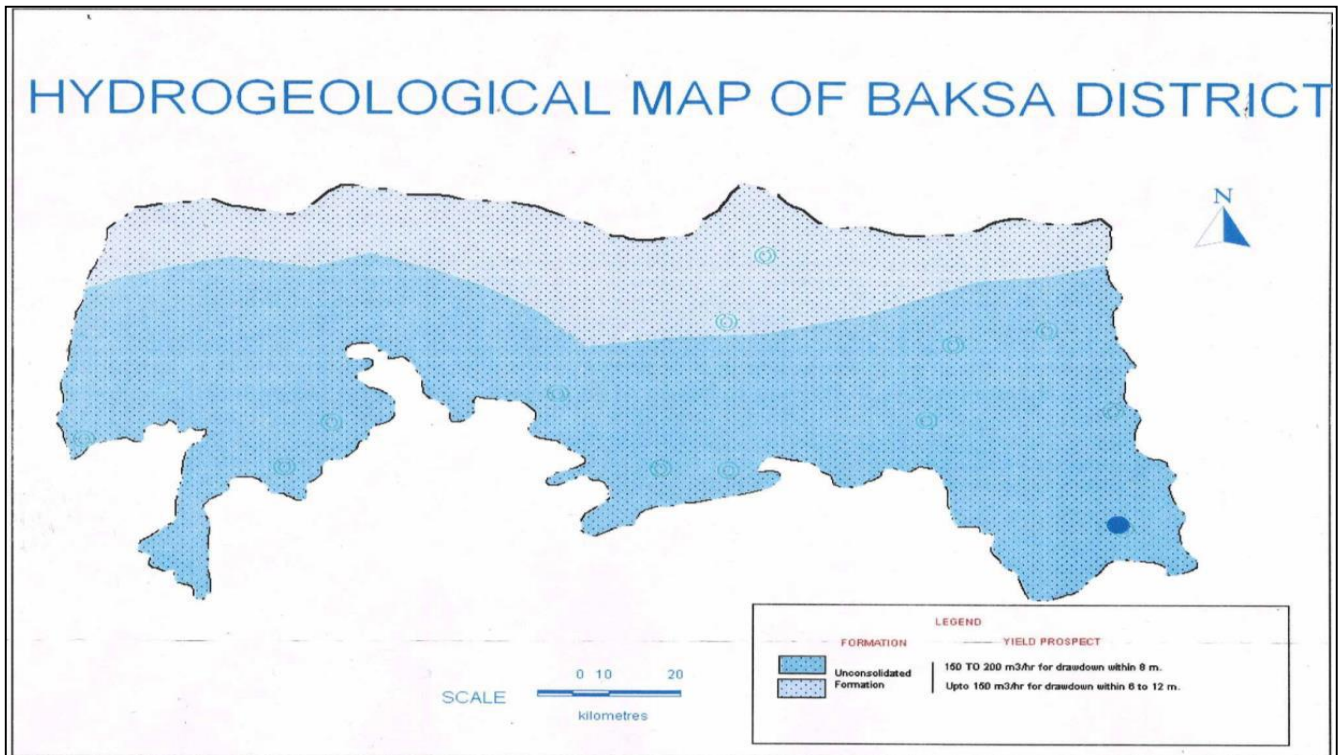 HYDROGEOLOGICAL MAP OF BAKSA DISTRICT
N
LEGEND
FORMATION YIELD PROSPECT
Unconsolidated
Formation
150 TO 200 m3/hr for drawdown within 8 m.
Upto 150 m3/hr for drawdown within 6 to 12 m.
SCALE
0 10 20
kilometres